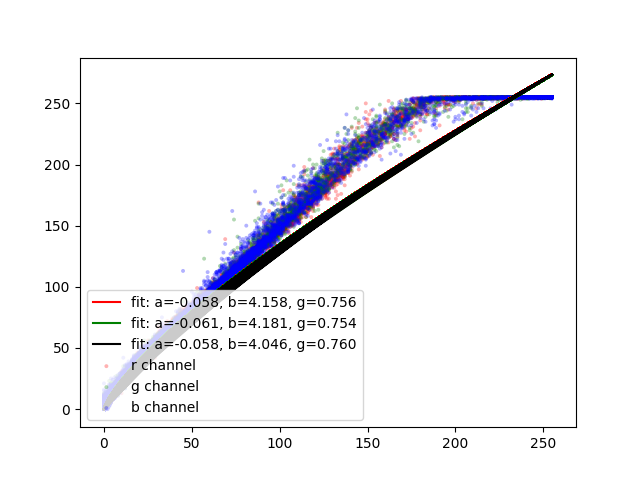 250
200
150
100
50
0
fit: a=-0.058, b=4.158, g=0.756
fit: a=-0.061, b=4.181, g=0.754
fit: a=-0.058, b=4.046, g=0.760
r channel
g channel
b channel
0 50 100 150 200 250